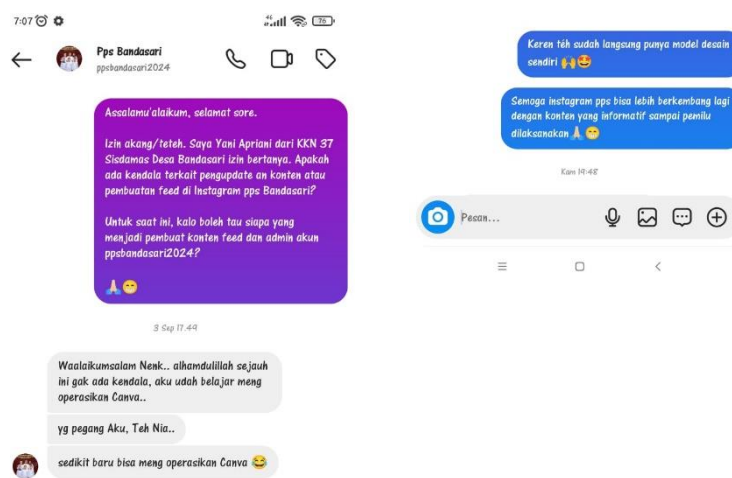 7:07
76
Pps Bandasari
ppsbandasari2024
Assalamu'alaikum, selamat sore.
Izin akang/teteh. Saya Yani Apriani dari KKN 37
Sisdamas Desa Bandasari izin bertanya. Apakah
ada kendala terkait pengupdate an konten atau
pembuatan feed di Instagram pps Bandasari?
Untuk saat ini, kalo boleh tau siapa yang
menjadi pembuat konten feed dan admin akun
ppsbandasari2024?
🙏😁
3 Sep 17.49
Waalaikumsalam Nenk.. alhamdulillah sejauh
ini gak ada kendala, aku udah belajar meng
operasikan Canva..
yg pegang Aku, Teh Nia..
sedikit baru bisa meng operasikan Canva 😂
Keren téh sudah langsung punya model desain
sendiri 🙌🤩
Semoga instagram pps bisa lebih berkembang lagi
dengan konten yang informatif sampai pemilu
dilaksanakan🙏😁
Kam 19:48
Pesan...